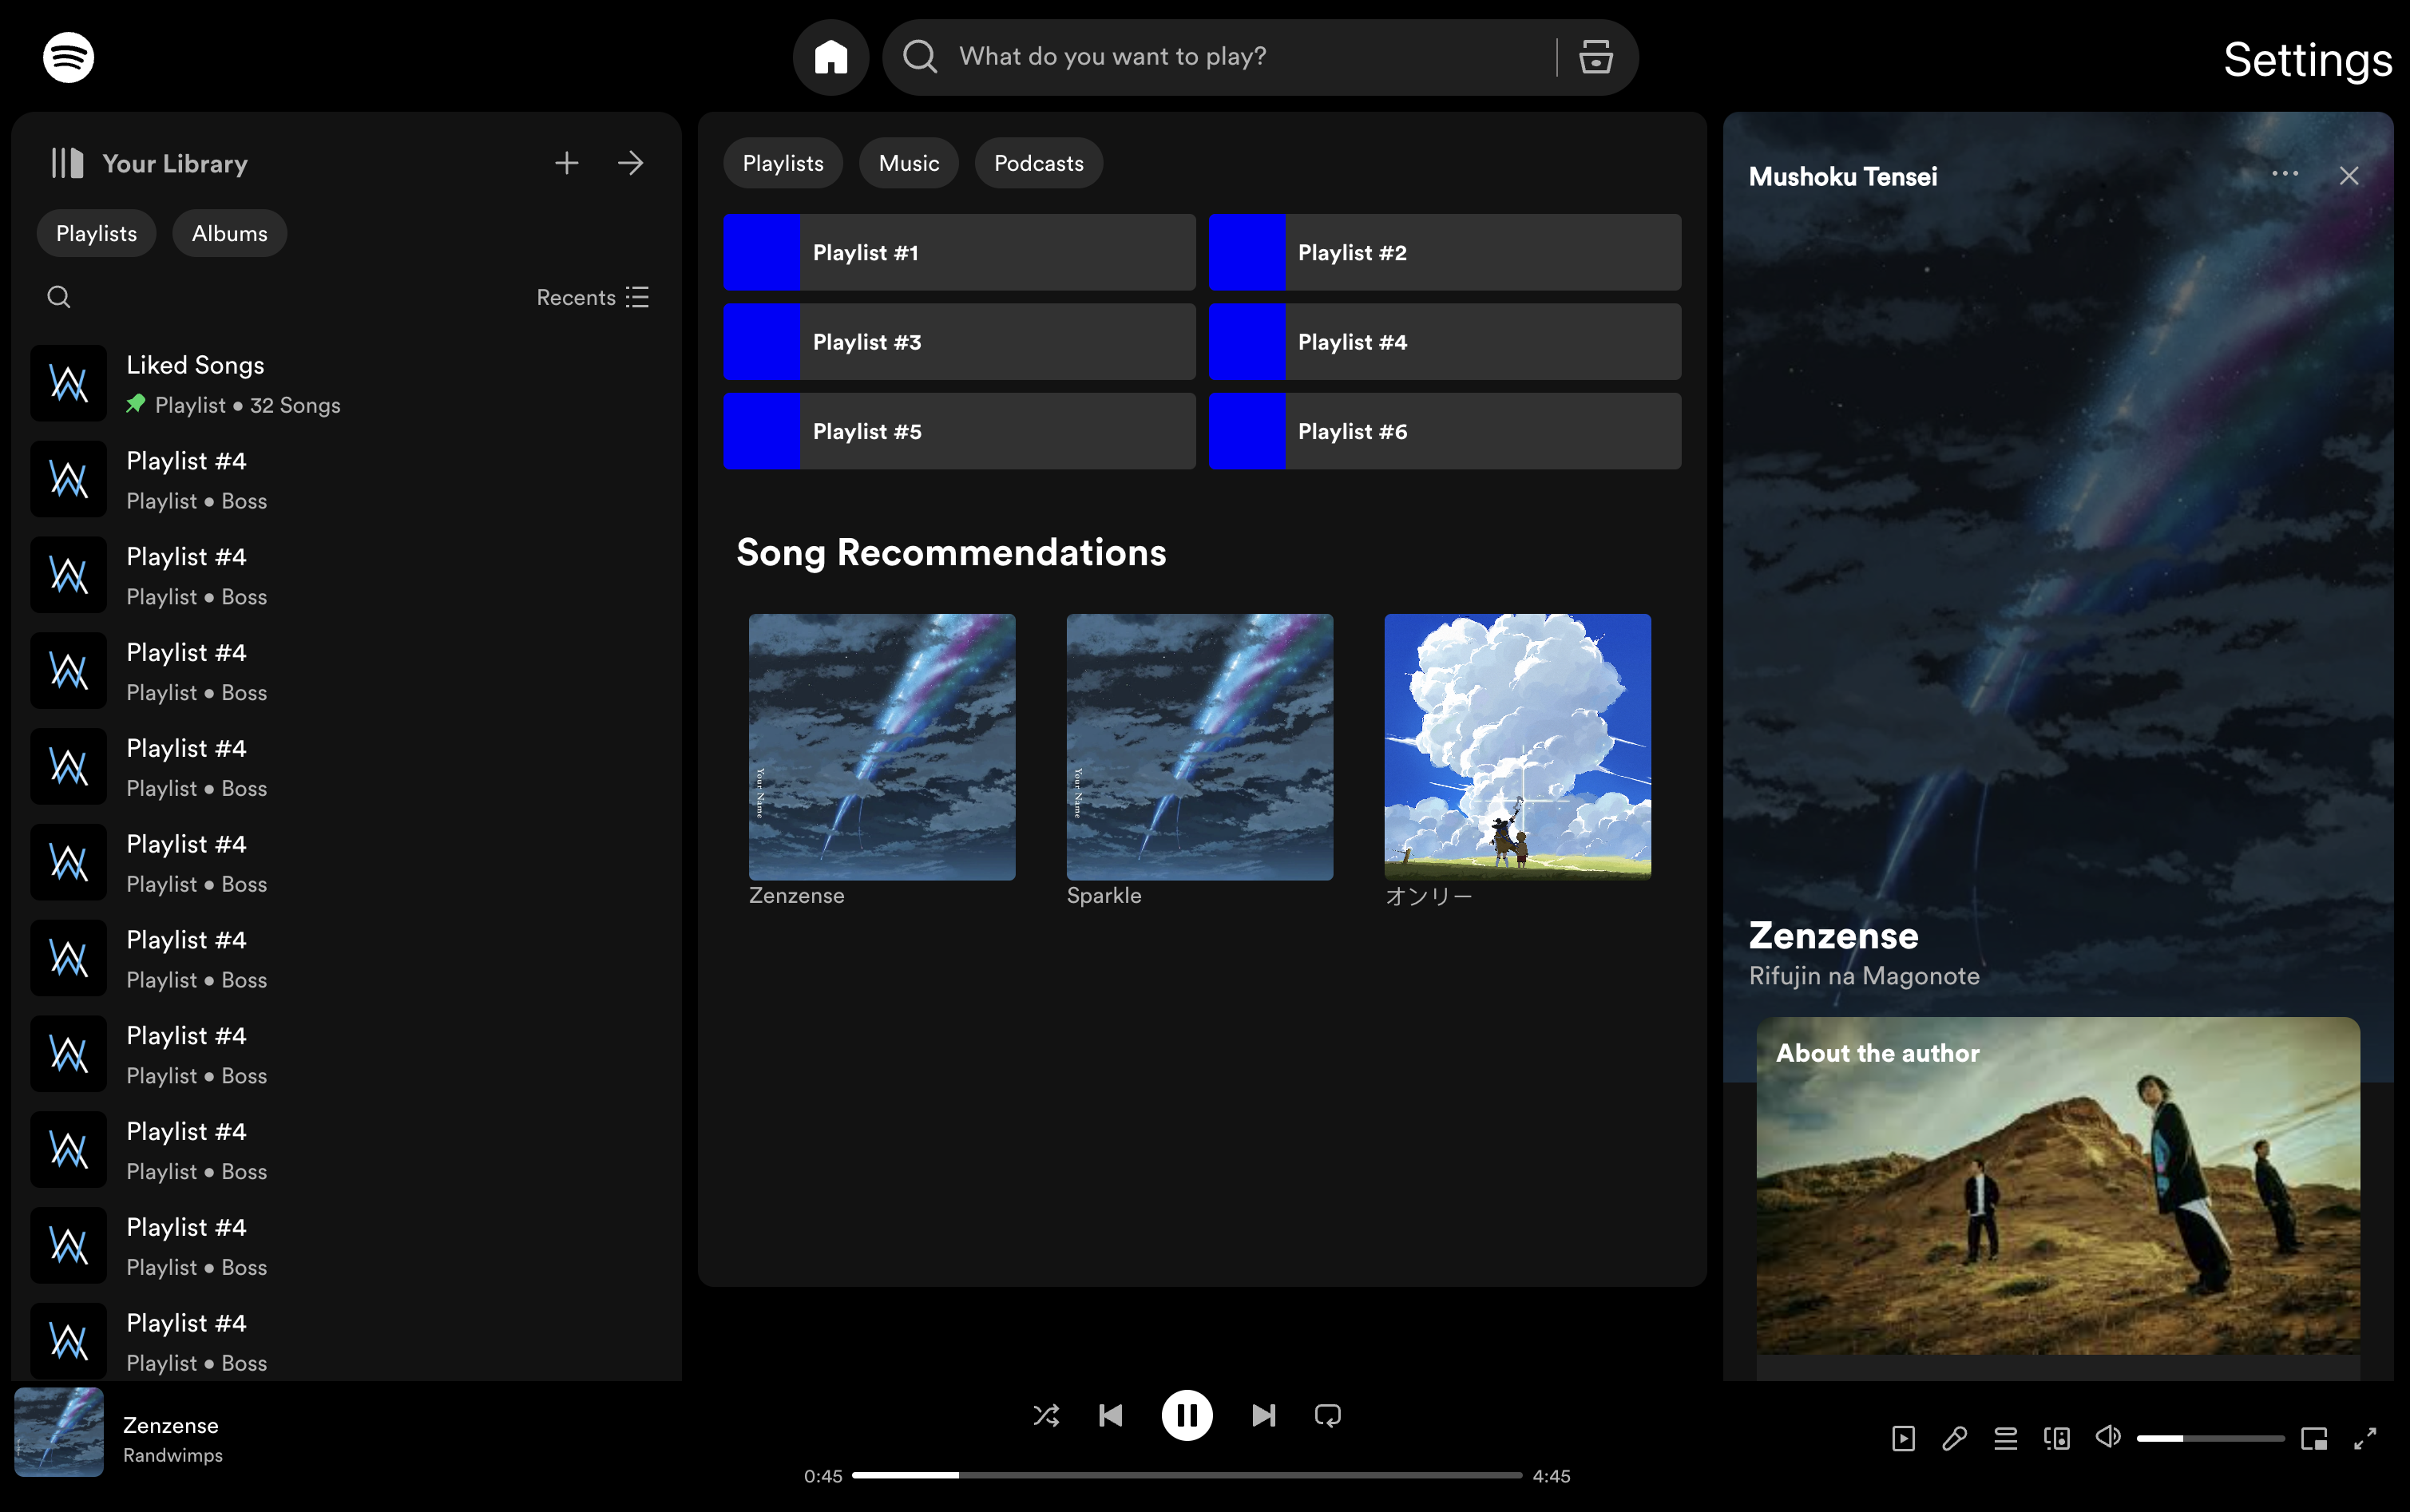 What do you want to play?
Settings
Your Library
Playlists
Albums
Recents
Liked Songs
Playlist • 32 Songs
Playlist #4
Playlist • Boss
Playlist #4
Playlist • Boss
Playlist #4
Playlist • Boss
Playlist #4
Playlist • Boss
Playlist #4
Playlist • Boss
Playlist #4
Playlist • Boss
Playlist #4
Playlist • Boss
Playlist #4
Playlist • Boss
Playlist #4
Playlist • Boss
Playlist #4
Playlist • Boss
Playlists
Music
Podcasts
Playlist #1
Playlist #2
Playlist #3
Playlist #4
Playlist #5
Playlist #6
Song Recommendations
Your Name
Your Name
Zenzense
Sparkle
オンリー
Mushoku Tensei
Zenzense
Rifujin na Magonote
About the author
Zenzense
Randwimps
0:45
4:45